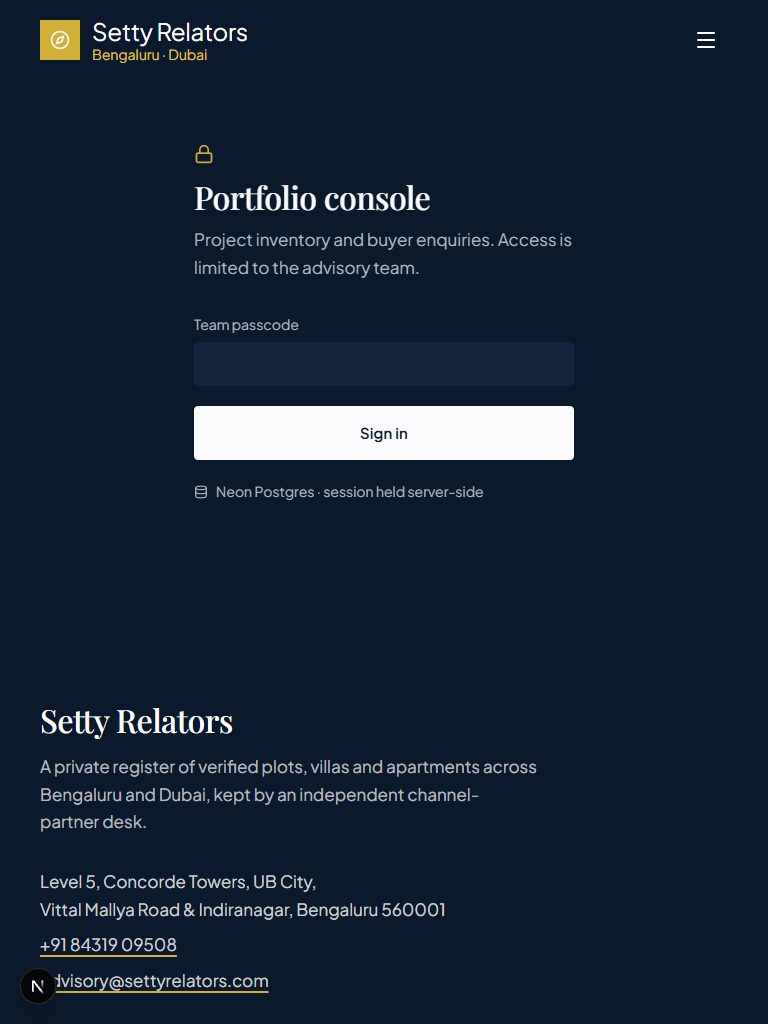 Setty Relators
Bengaluru · Dubai
Portfolio console
Project inventory and buyer enquiries. Access is
limited to the advisory team.
Team passcode
Sign in
Neon Postgres · session held server-side
Setty Relators
A private register of verified plots, villas and apartments across
Bengaluru and Dubai, kept by an independent channel-
partner desk.
Level 5, Concorde Towers, UB City,
Vittal Mallya Road & Indiranagar, Bengaluru 560001
+91 84319 09508
dvisory@settyrelators.com
N